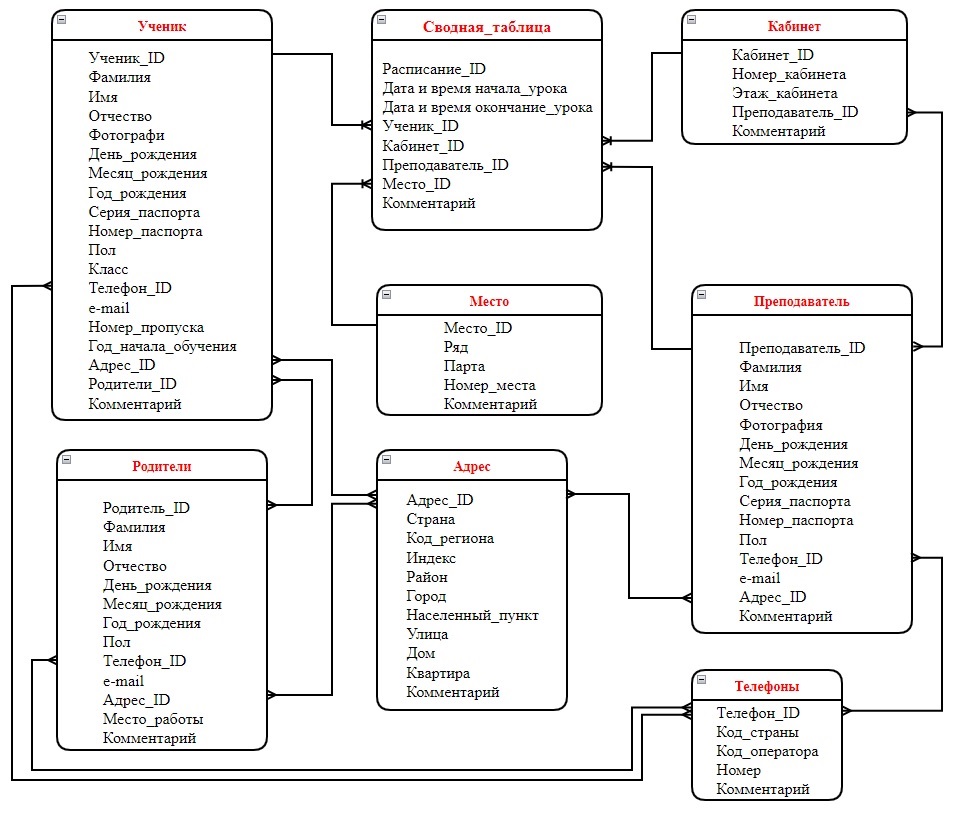 Ученик
Ученик_ID
Фамилия
Имя
Отчество
Фотографи
День_рождения
Месяц_рождения
Год_рождения
Серия_паспорта
Номер_паспорта
Пол
Класс
Телефон_ID
e-mail
Номер_пропуска
Год_начала_обучения
Адрес_ID
Родители_ID
Комментарий
Сводная_таблица
Расписание_ID
Дата и время начала_урока
Дата и время окончание_урока
Ученик_ID
Кабинет_ID
Преподаватель_ID
Место_ID
Комментарий
Кабинет
Кабинет_ID
Номер_кабинета
Этаж_кабинета
Преподаватель_ID
Комментарий
Место
Место_ID
Ряд
Парта
Номер_места
Комментарий
Преподаватель
Преподаватель_ID
Фамилия
Имя
Отчество
Фотография
День_рождения
Месяц_рождения
Год_рождения
Серия_паспорта
Номер_паспорта
Пол
Телефон_ID
e-mail
Адрес_ID
Комментарий
Родители
Родитель_ID
Фамилия
Имя
Отчество
День_рождения
Месяц_рождения
Год_рождения
Пол
Телефон_ID
e-mail
Адрес_ID
Место_работы
Комментарий
Адрес
Адрес_ID
Страна
Код_региона
Индекс
Район
Город
Населенный_пункт
Улица
Дом
Квартира
Комментарий
Телефоны
Телефон_ID
Код_страны
Код_оператора
Номер
Комментарий